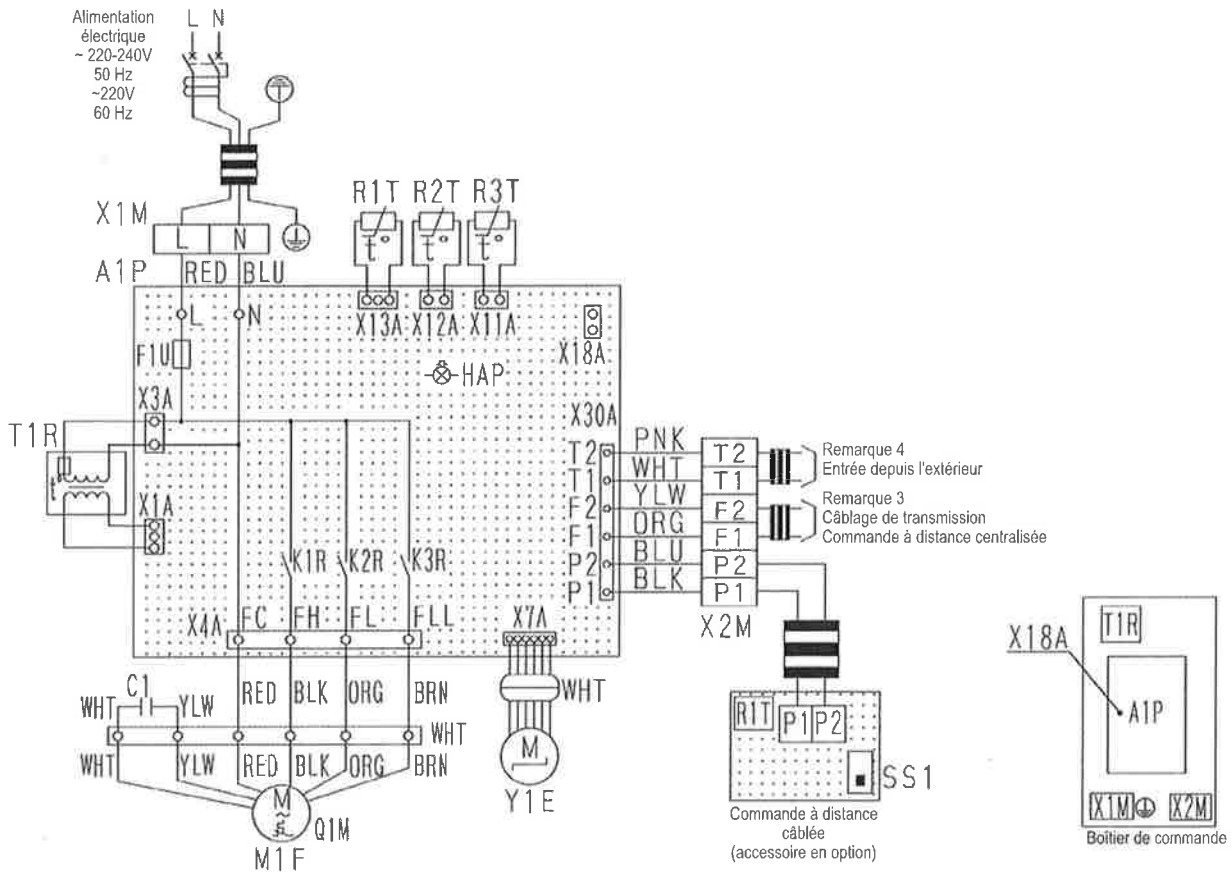 Alimentation
électrique
~ 220-240V
50 Hz
~220V
60 Hz
L N
X1M
L N
A1P RED BLU
L N
F1U
X3A
T1R
X1A
R1T R2T R3T
X13A X12A X11A
X18A
HAP
X30A
T2 PNK T2
T1 WHT T1
F2 YLW F2
F1 ORG F1
P2 BLU P2
P1 BLK P1
X2M
Remarque 4
Entrée depuis l'extérieur
Remarque 3
Câblage de transmission
Commande à distance centralisée
K1R K2R K3R
X4A FC FH FL FLL
X7A
WHT C1 YLW RED BLK ORG BRN
WHT
WHT YLW RED BLK ORG BRN
M
~
Q1M
M1F
WHT
M
Y1E
R1T P1 P2
SS1
Commande à distance
câblée
(accessoire en option)
X18A
T1R
A1P
X1M X2M
Boîtier de commande